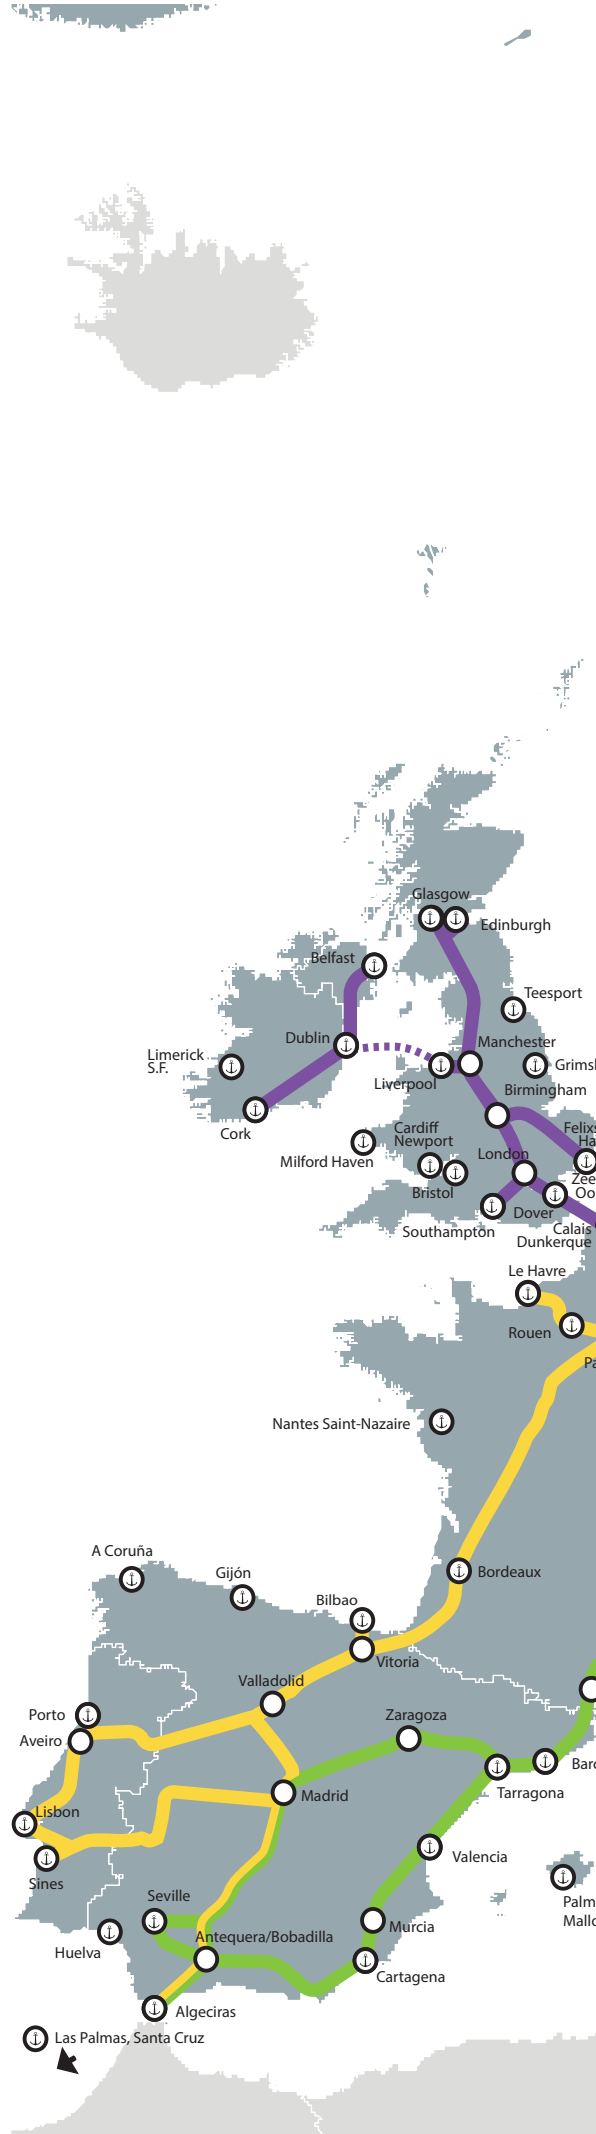 Glasgow
Edinburgh
Belfast
Teesport
Dublin
Manchester
Limerick
S.F.
Liverpool
Birmingham
Cork
Cardiff
Newport
Milford Haven
London
Bristol
Dover
Southampton
Calais
Dunkerque
Le Havre
Rouen
Nantes Saint-Nazaire
A Coruña
Gijón
Bordeaux
Bilbao
Vitoria
Valladolid
Porto
Zaragoza
Aveiro
Tarragona
Madrid
Lisbon
Valencia
Sines
Seville
Murcia
Antequera/Bobadilla
Huelva
Cartagena
Algeciras
Las Palmas, Santa Cruz